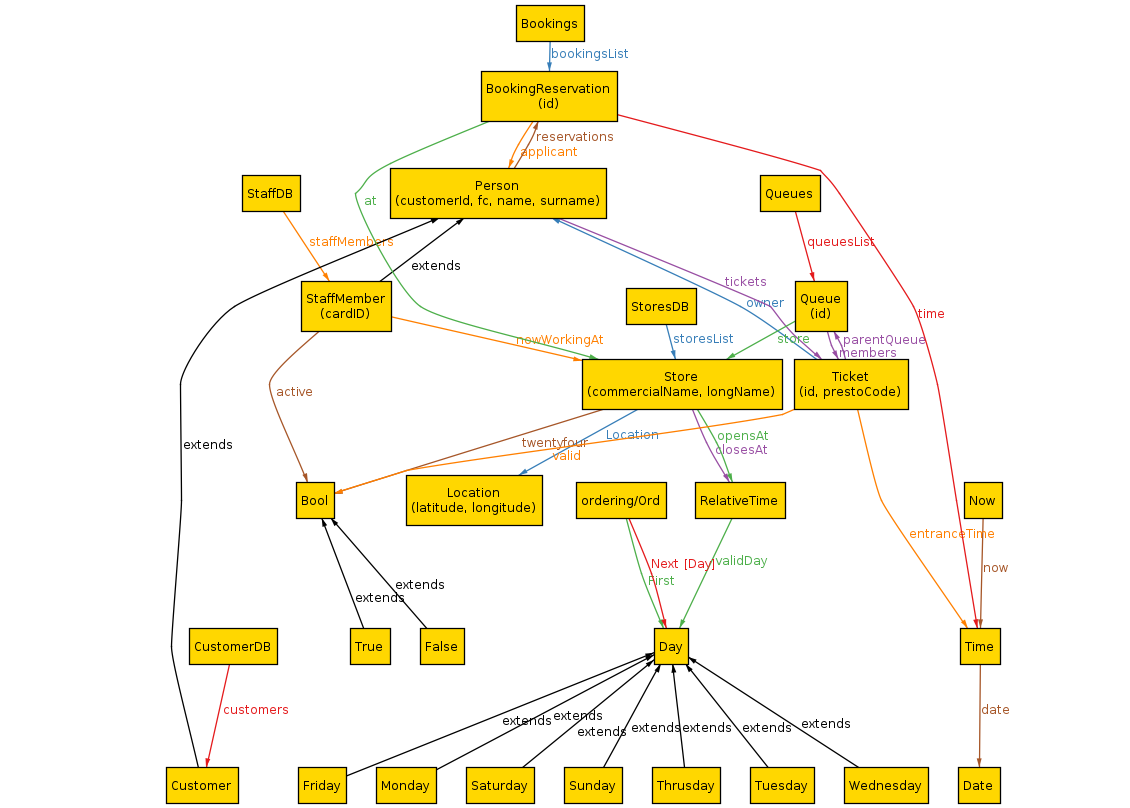 Bookings
bookingsList
BookingReservation
(id)
reservations
applicant
Person
(customerId, fc, name, surname)
StaffDB
Queues
at
staffMembers
queuesList
extends
tickets
StaffMember
(cardID)
StoresDB
Queue
(id)
owner
time
nowWorkingAt
storesList
store
parentQueue
members
Store
(commercialName, longName)
Ticket
(id, prestoCode)
active
extends
twentyfour
Location
opensAt
closesAt
valid
Bool
Location
(latitude, longitude)
ordering/Ord
RelativeTime
Now
entranceTime
Next [Day]
validDay
now
First
extends
extends
CustomerDB
True
False
Day
Time
customers
date
extends
extends
extends
extends
extends
extends
extends
Customer
Friday
Monday
Saturday
Sunday
Thrusday
Tuesday
Wednesday
Date